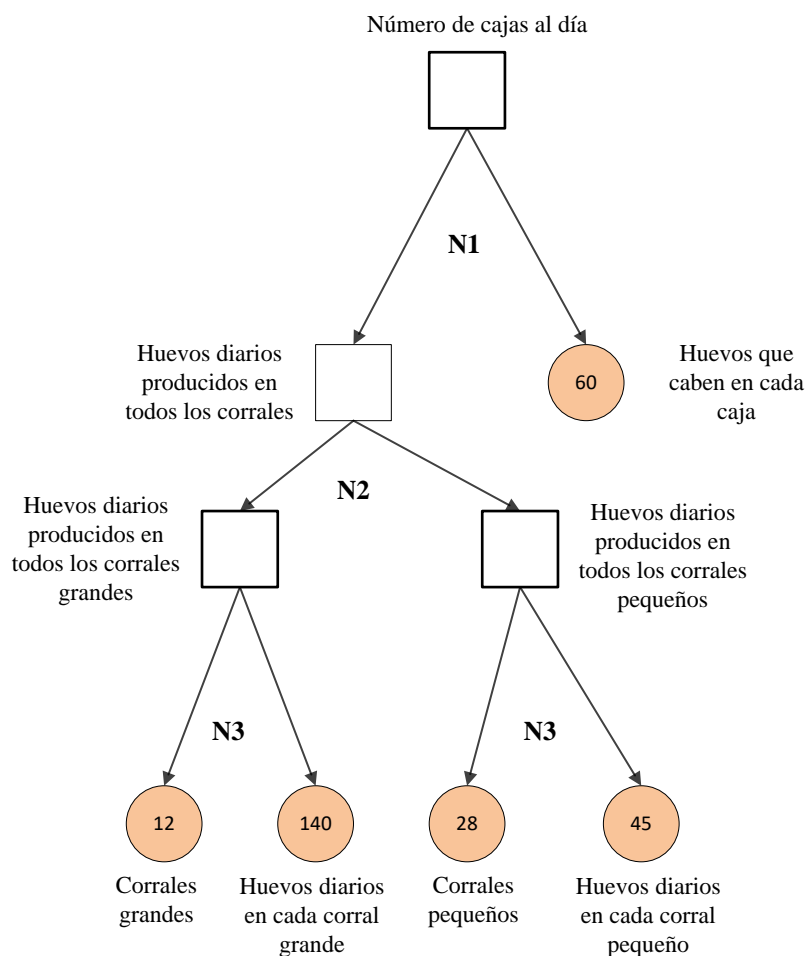 Número de cajas al día
N1
Huevos diarios
producidos en
todos los corrales
60
Huevos que
caben en cada
caja
N2
Huevos diarios
producidos en
todos los corrales
grandes
Huevos diarios
producidos en
todos los corrales
pequeños
N3
N3
12
140
28
45
Corrales
grandes
Huevos diarios
en cada corral
grande
Corrales
pequeños
Huevos diarios
en cada corral
pequeño